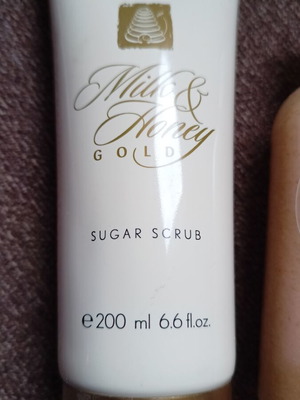 Milk &
Honey
GOLD
SUGAR SCRUB
℮200 ml 6.6 fl.oz.